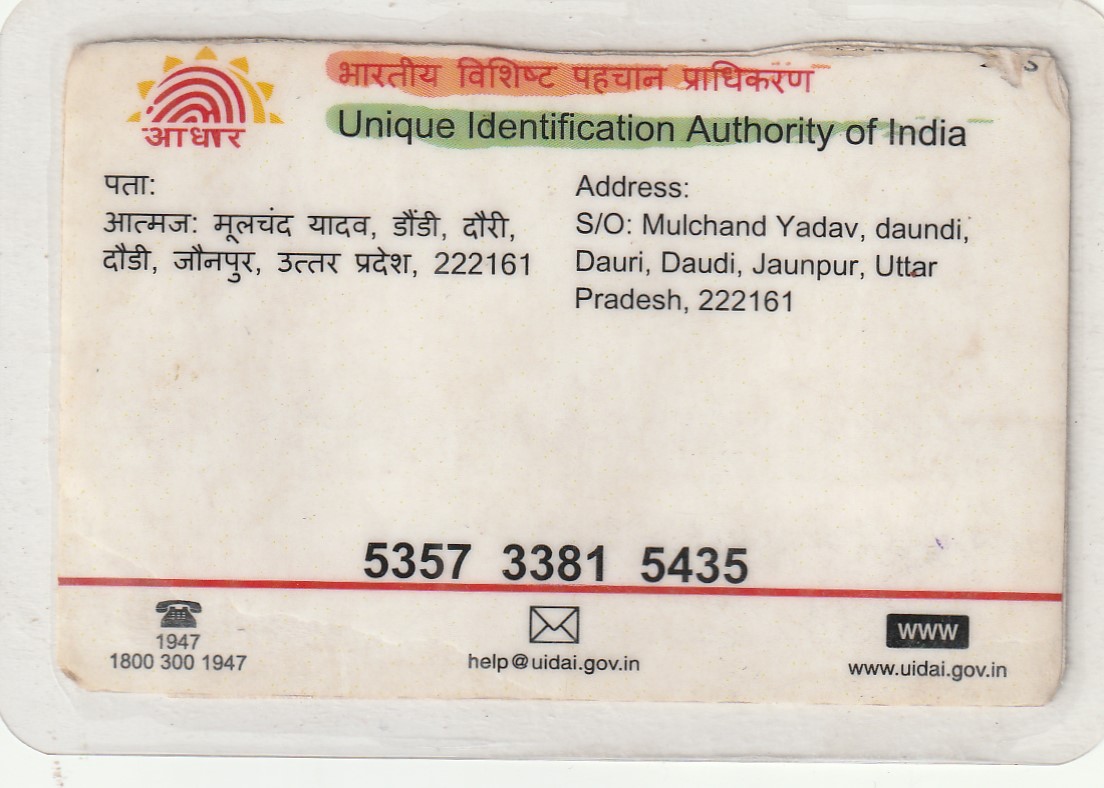 भारतीय विशिष्ट पहचान प्राधिकरण
आधार
Unique Identification Authority of India
पता:
आत्मज: मूलचंद यादव, डौंडी, दौरी,
दौडी, जौनपुर, उत्तर प्रदेश, 222161
Address:
S/O: Mulchand Yadav, daundi,
Dauri, Daudi, Jaunpur, Uttar
Pradesh, 222161
5357 3381 5435
1947
1800 300 1947
help@uidai.gov.in
www
www.uidai.gov.in